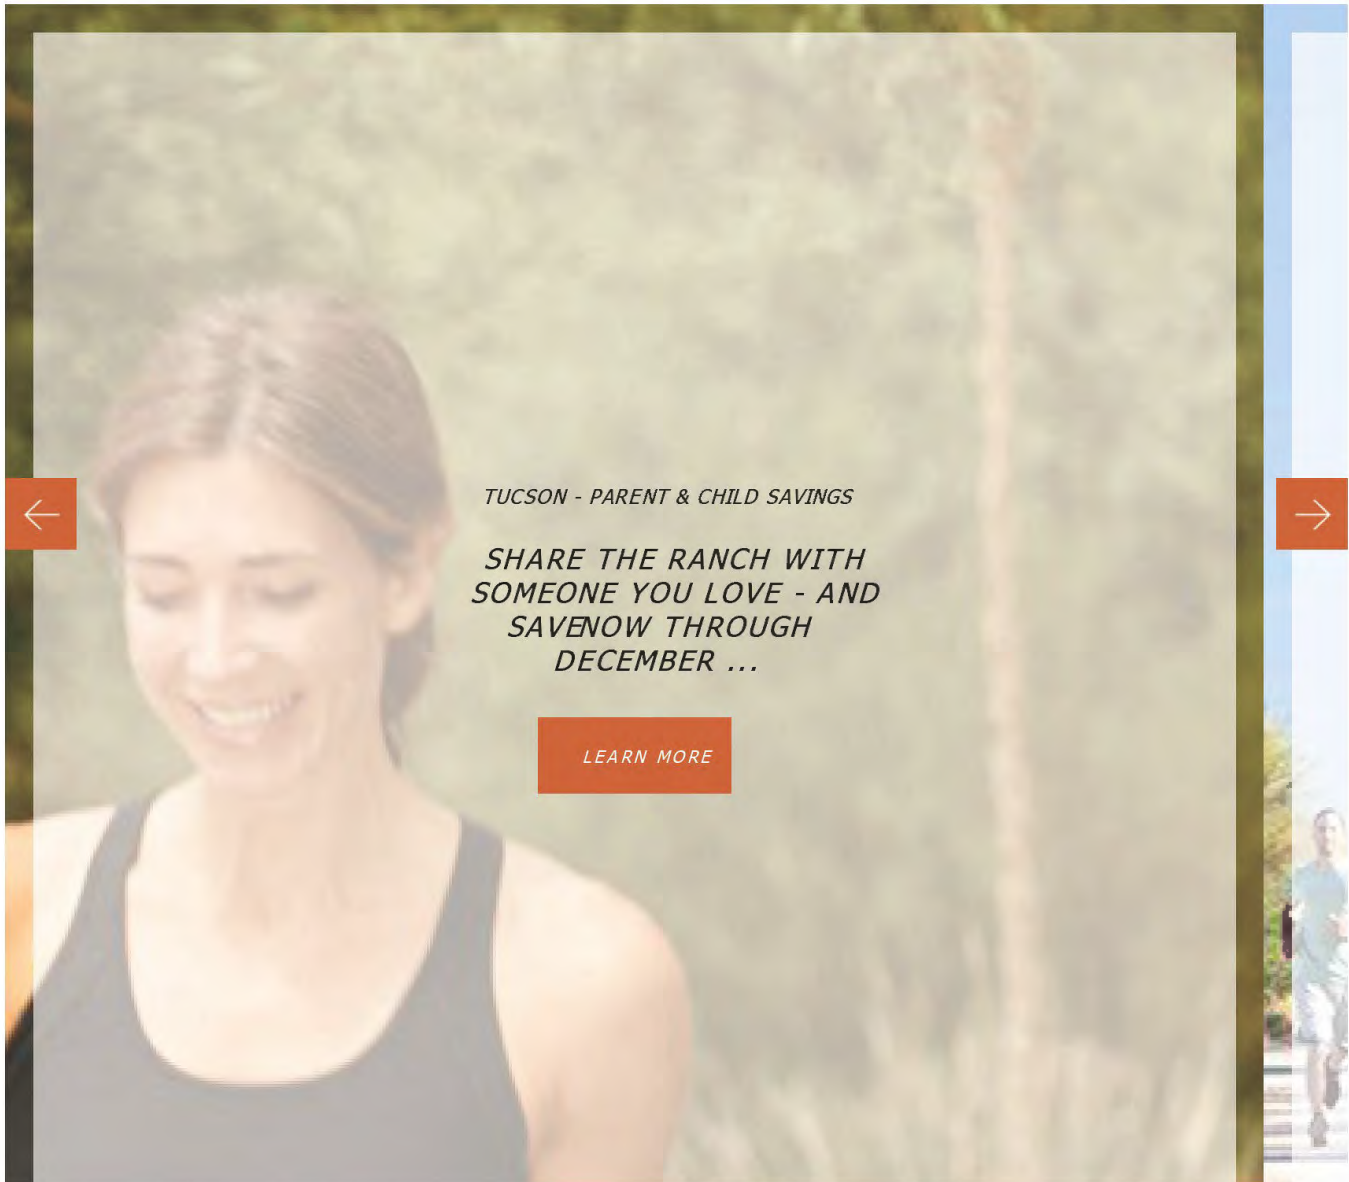 TUCSON - PARENT & CHILD SAVINGS
SHARE THE RANCH WITH
SOMEONE YOU LOVE - AND
SAVENOW THROUGH
DECEMBER ...
LEARN MORE